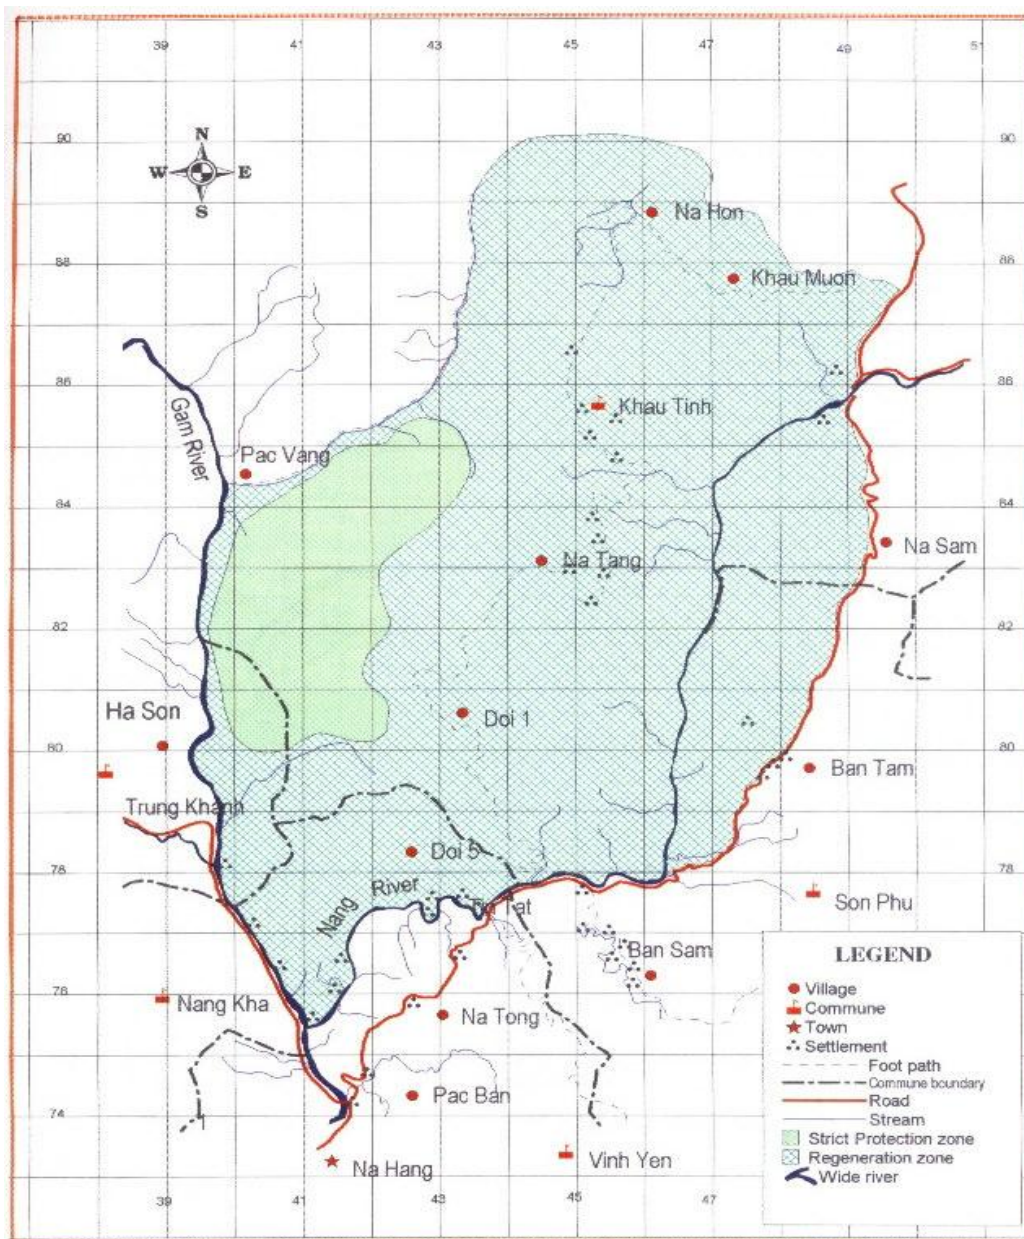 39 41 43 45 47 49 51
90 90
N
W E
S
Na Hon
88 88
Khau Muon
86 86
Khau Tinh
Gam River
Pac Vang
84 84
Na Sam
Na Tang
82 82
Ha Son
Doi 1
80 80
Ban Tam
Trung Khanh
Doi 5
78 78
Nang River
Son Phu
Ban Sam
76
Nang Kha
Na Tong
Pac Ban
74
Na Hang
Vinh Yen
39 41 43 45 47
LEGEND
Village
Commune
Town
Settlement
Foot path
Commune boundary
Road
Stream
Strict Protection zone
Regeneration zone
Wide river